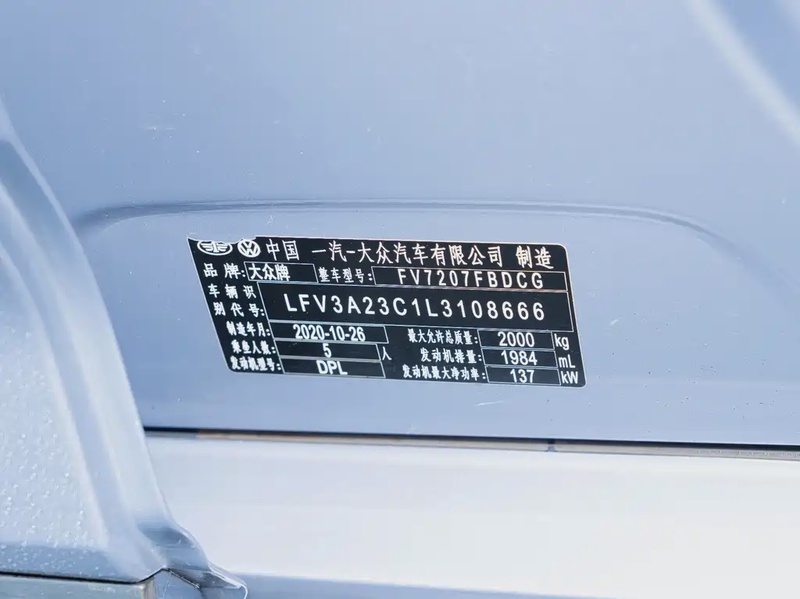 中国 一汽-大众汽车有限公司 制造
品牌: 大众牌 整车型号: FV7207FBDCG
车辆识别代号: LFV3A23C1L3108666
制造年月: 2020-10-26 最大允许总质量: 2000 kg
乘坐人数: 5 人 发动机排量: 1984 mL
发动机型号: DPL 发动机最大净功率: 137 kW